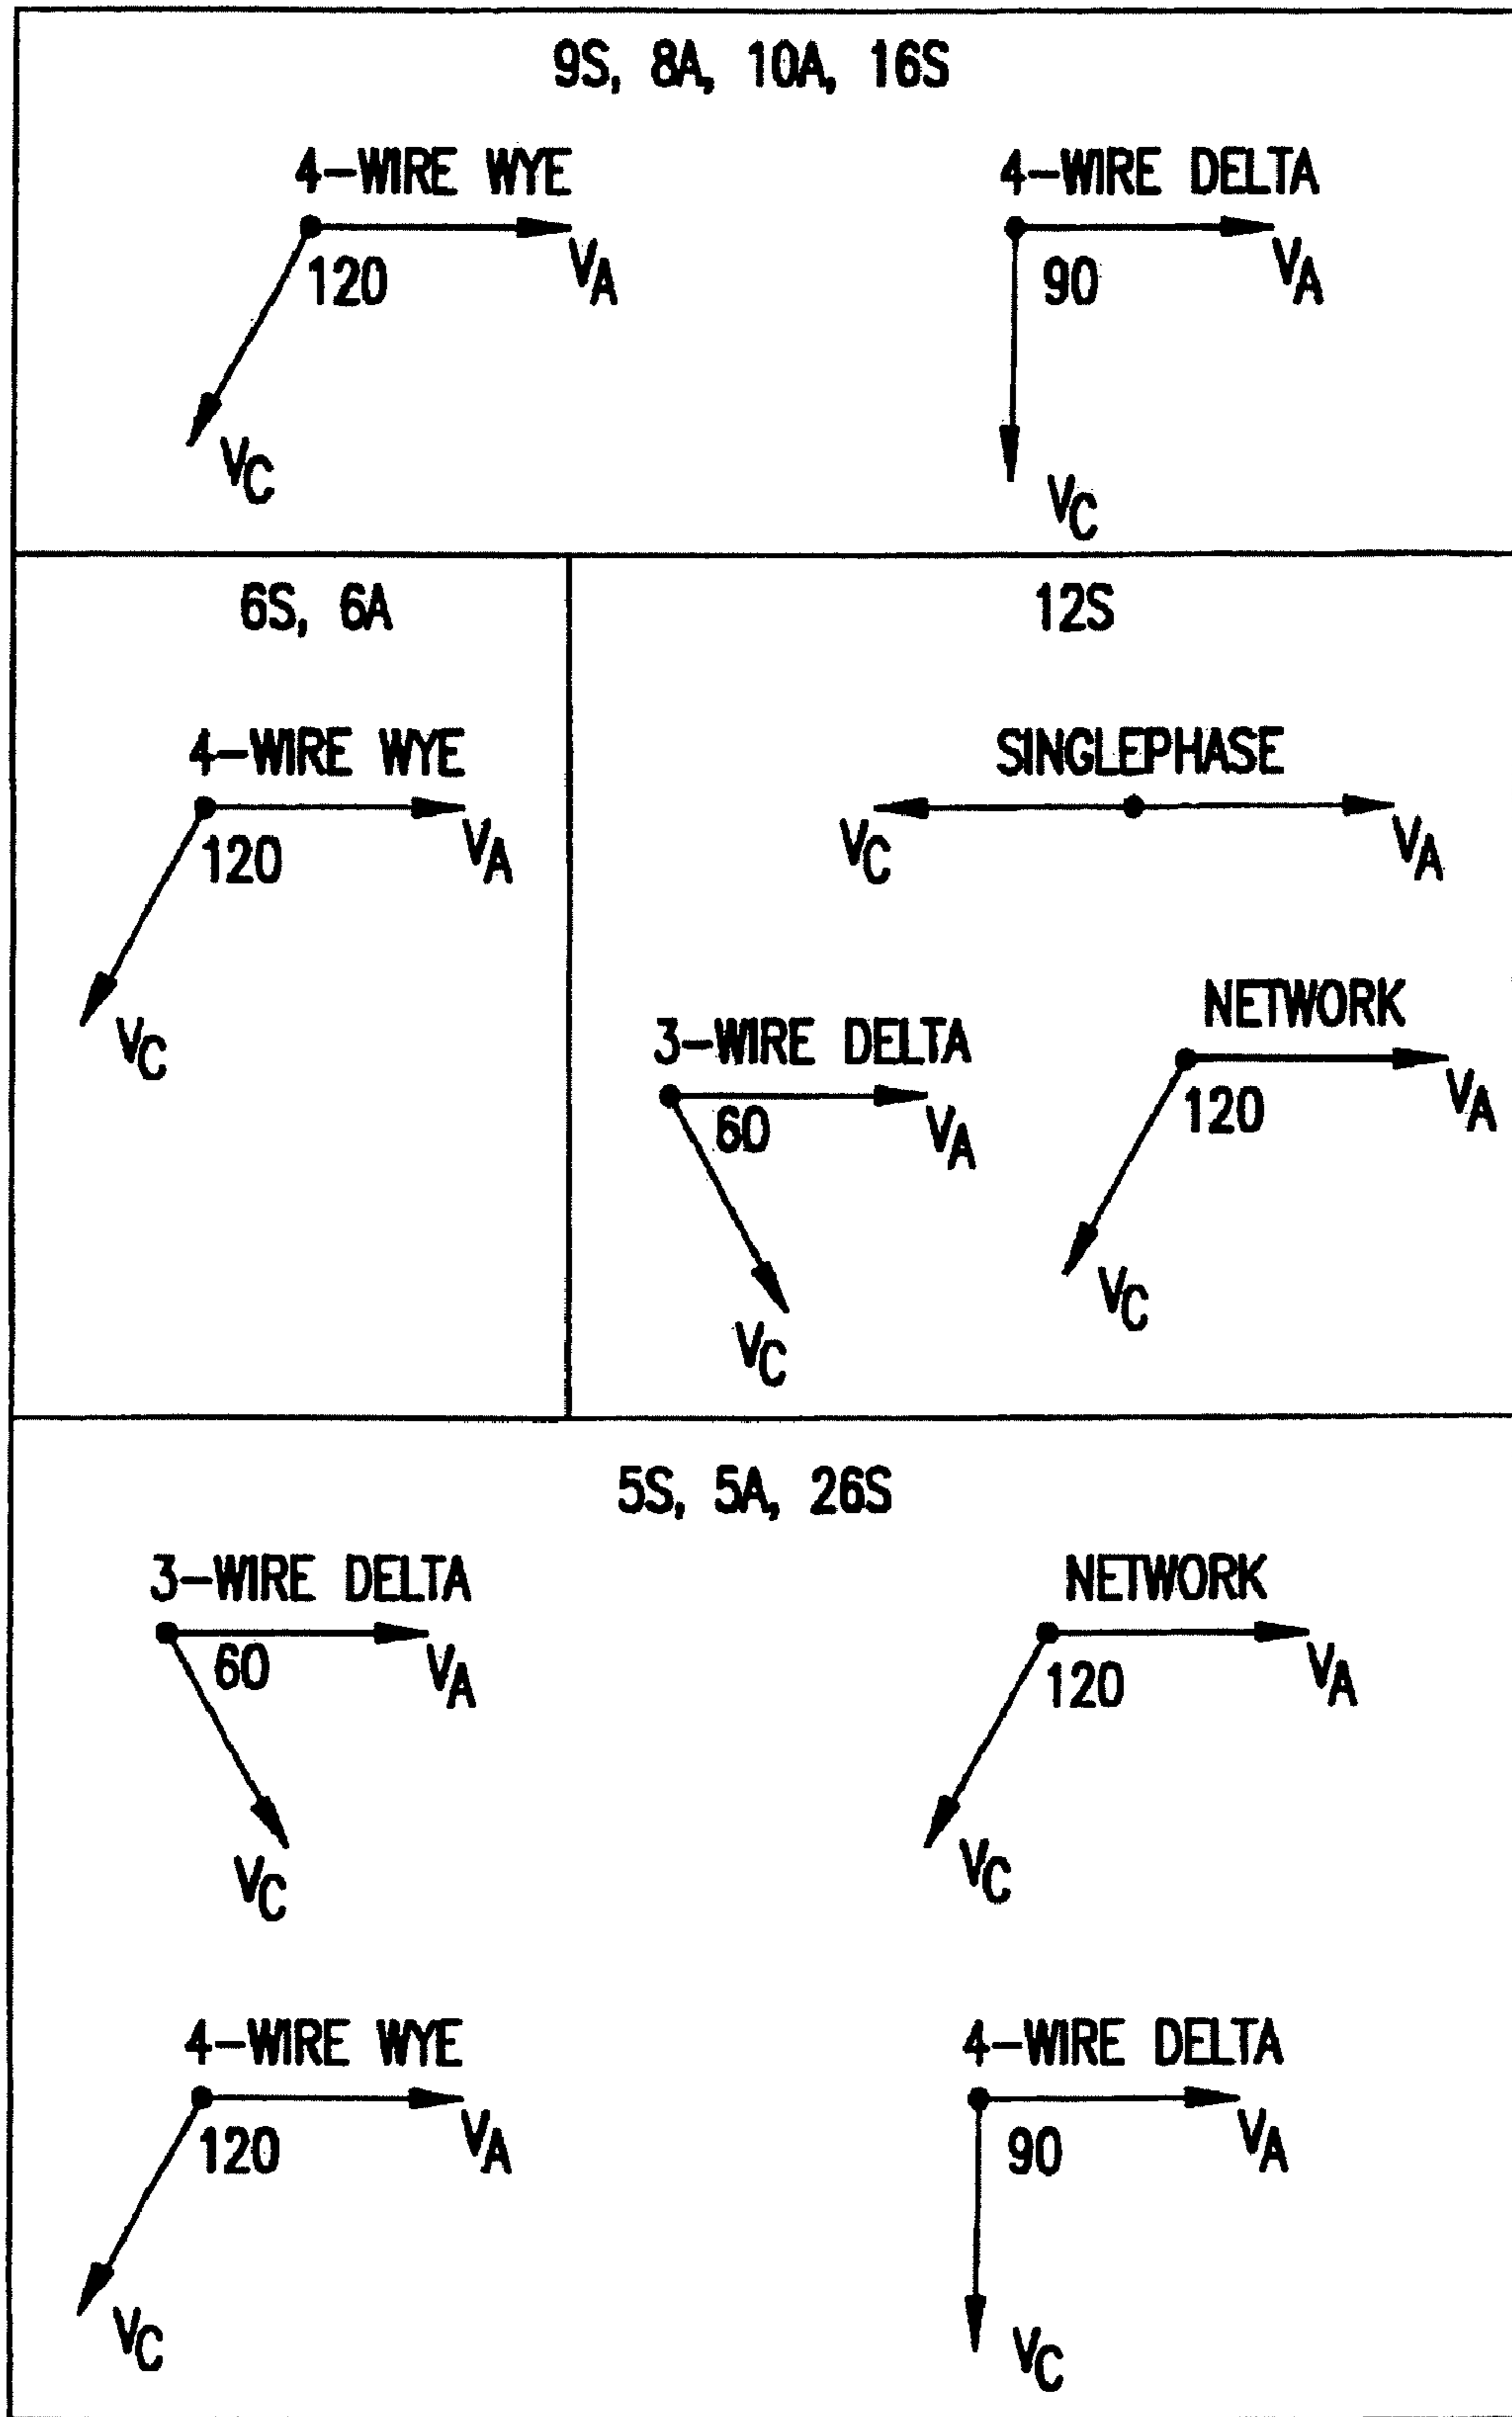 9S, 8A, 10A, 16S
4-WIRE WYE
120
VA
VC
4-WIRE DELTA
90
VA
VC
6S, 6A
4-WIRE WYE
120
VA
VC
12S
SINGLEPHASE
VC
VA
3-WIRE DELTA
60
VA
VC
NETWORK
120
VA
VC
5S, 5A, 26S
3-WIRE DELTA
60
VA
VC
NETWORK
120
VA
VC
4-WIRE WYE
120
VA
VC
4-WIRE DELTA
90
VA
VC